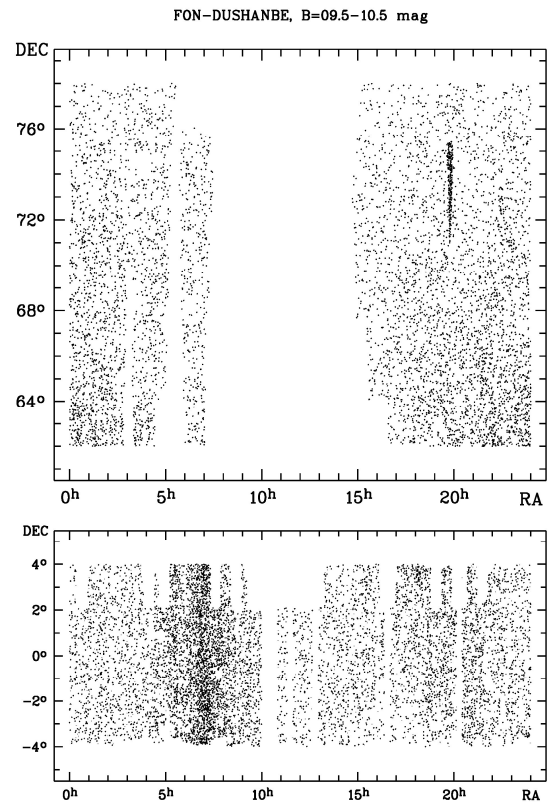 FON-DUSHANBE, B=09.5-10.5 mag
DEC
76°
72°
68°
64°
0ʰ 5ʰ 10ʰ 15ʰ 20ʰ RA
DEC
4°
2°
0°
-2°
-4°
0ʰ 5ʰ 10ʰ 15ʰ 20ʰ RA